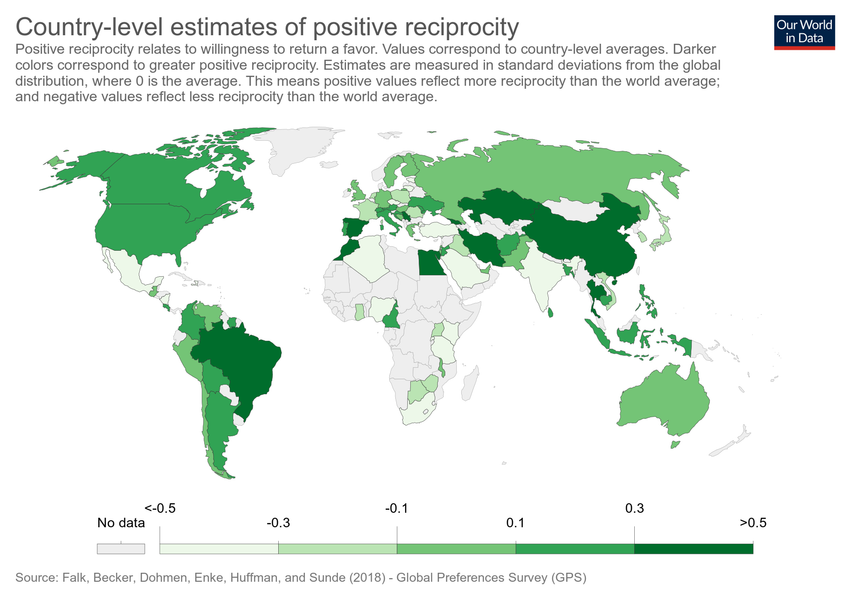 Country-level estimates of positive reciprocity
Our World
in Data
Positive reciprocity relates to willingness to return a favor. Values correspond to country-level averages. Darker
colors correspond to greater positive reciprocity. Estimates are measured in standard deviations from the global
distribution, where 0 is the average. This means positive values reflect more reciprocity than the world average;
and negative values reflect less reciprocity than the world average.
<-0.5
-0.1
0.3
>0.5
No data
-0.3
0.1
Source: Falk, Becker, Dohmen, Enke, Huffman, and Sunde (2018) - Global Preferences Survey (GPS)